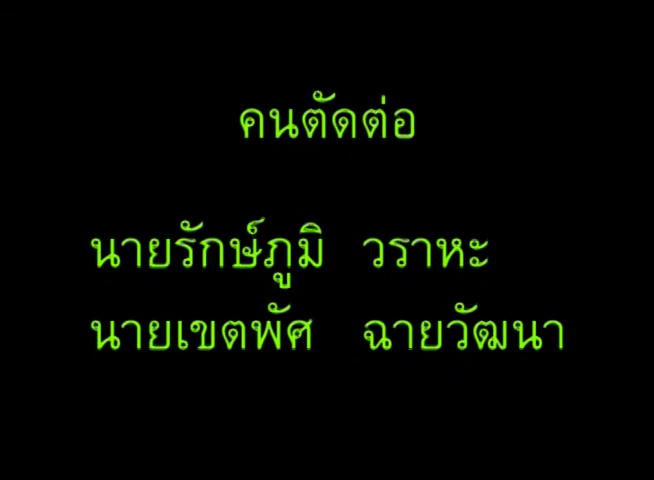 คนตัดต่อ
นายรักษ์ภูมิ วราหะ
นายเขตพัศ ฉายวัฒนา